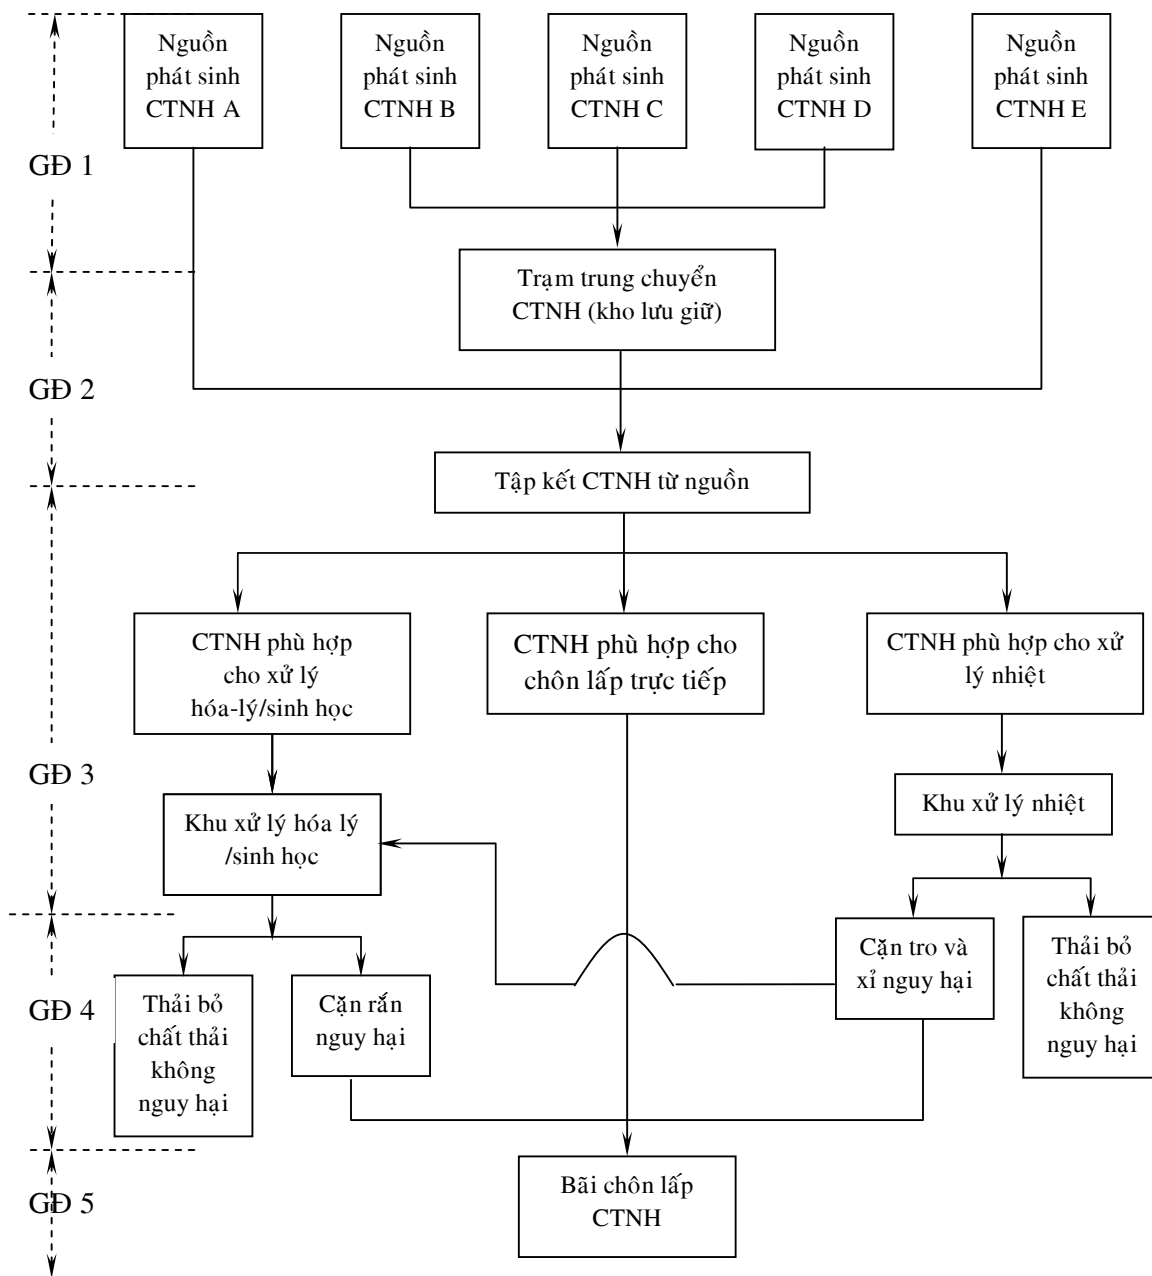 Nguồn
phát sinh
CTNH A
Nguồn
phát sinh
CTNH B
Nguồn
phát sinh
CTNH C
Nguồn
phát sinh
CTNH D
Nguồn
phát sinh
CTNH E
GĐ 1
Trạm trung chuyển
CTNH (kho lưu giữ)
GĐ 2
Tập kết CTNH từ nguồn
CTNH phù hợp
cho xử lý
hóa-lý/sinh học
CTNH phù hợp cho
chôn lấp trực tiếp
CTNH phù hợp cho xử
lý nhiệt
GĐ 3
Khu xử lý hóa lý
/sinh học
Khu xử lý nhiệt
GĐ 4
Thải bỏ
chất thải
không
nguy hại
Cặn rắn
nguy hại
Cặn tro và
xỉ nguy hại
Thải bỏ
chất thải
không
nguy hại
GĐ 5
Bãi chôn lấp
CTNH